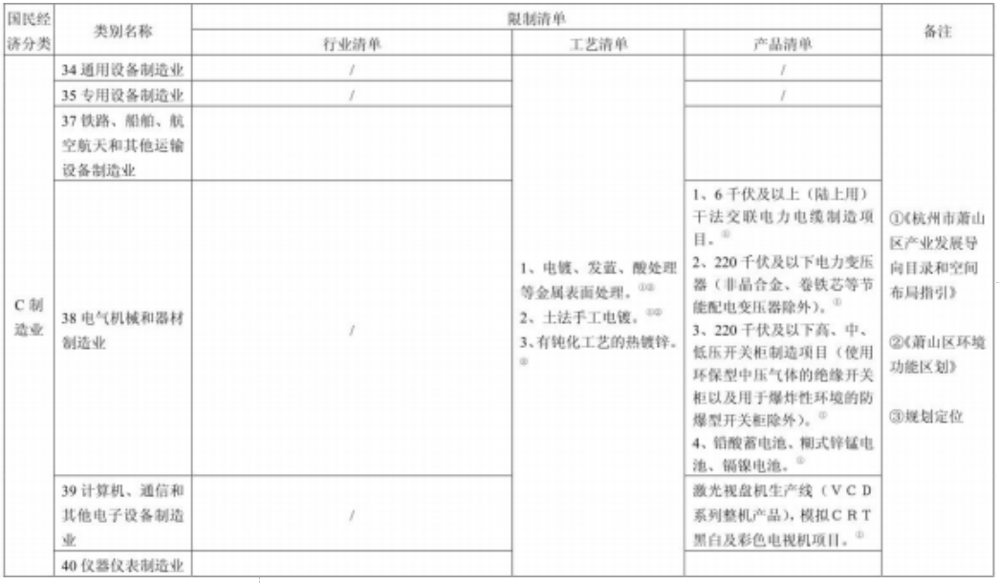 国民经
济分类
类别名称
限制清单
备注
行业清单
工艺清单
产品清单
C 制
造业
34 通用设备制造业
/
/
35 专用设备制造业
/
/
37 铁路、船舶、航
空航天和其他运输
设备制造业
38 电气机械和器材
制造业
/
1、电镀、发蓝、酸处理
等金属表面处理。①②
2、土法手工电镀。①②
3、有钝化工艺的热镀锌。
②
1、6 千伏及以上（陆上用）
干法交联电力电缆制造项
目。①
2、220 千伏及以下电力变压
器（非晶合金、卷铁芯等节
能配电变压器除外）。①
3、220 千伏及以下高、中、
低压开关柜制造项目（使用
环保型中压气体的绝缘开关
柜以及用于爆炸性环境的防
爆型开关柜除外）。①
4、铅酸蓄电池、糊式锌锰电
池、镉镍电池。①
39 计算机、通信和
其他电子设备制造
业
/
激光视盘机生产线（ＶＣＤ
系列整机产品），模拟ＣＲＴ
黑白及彩色电视机项目。①
40 仪器仪表制造业
①《杭州市萧山
区产业发展导
向目录和空间
布局指引》
②《萧山区环境
功能区划》
③规划定位